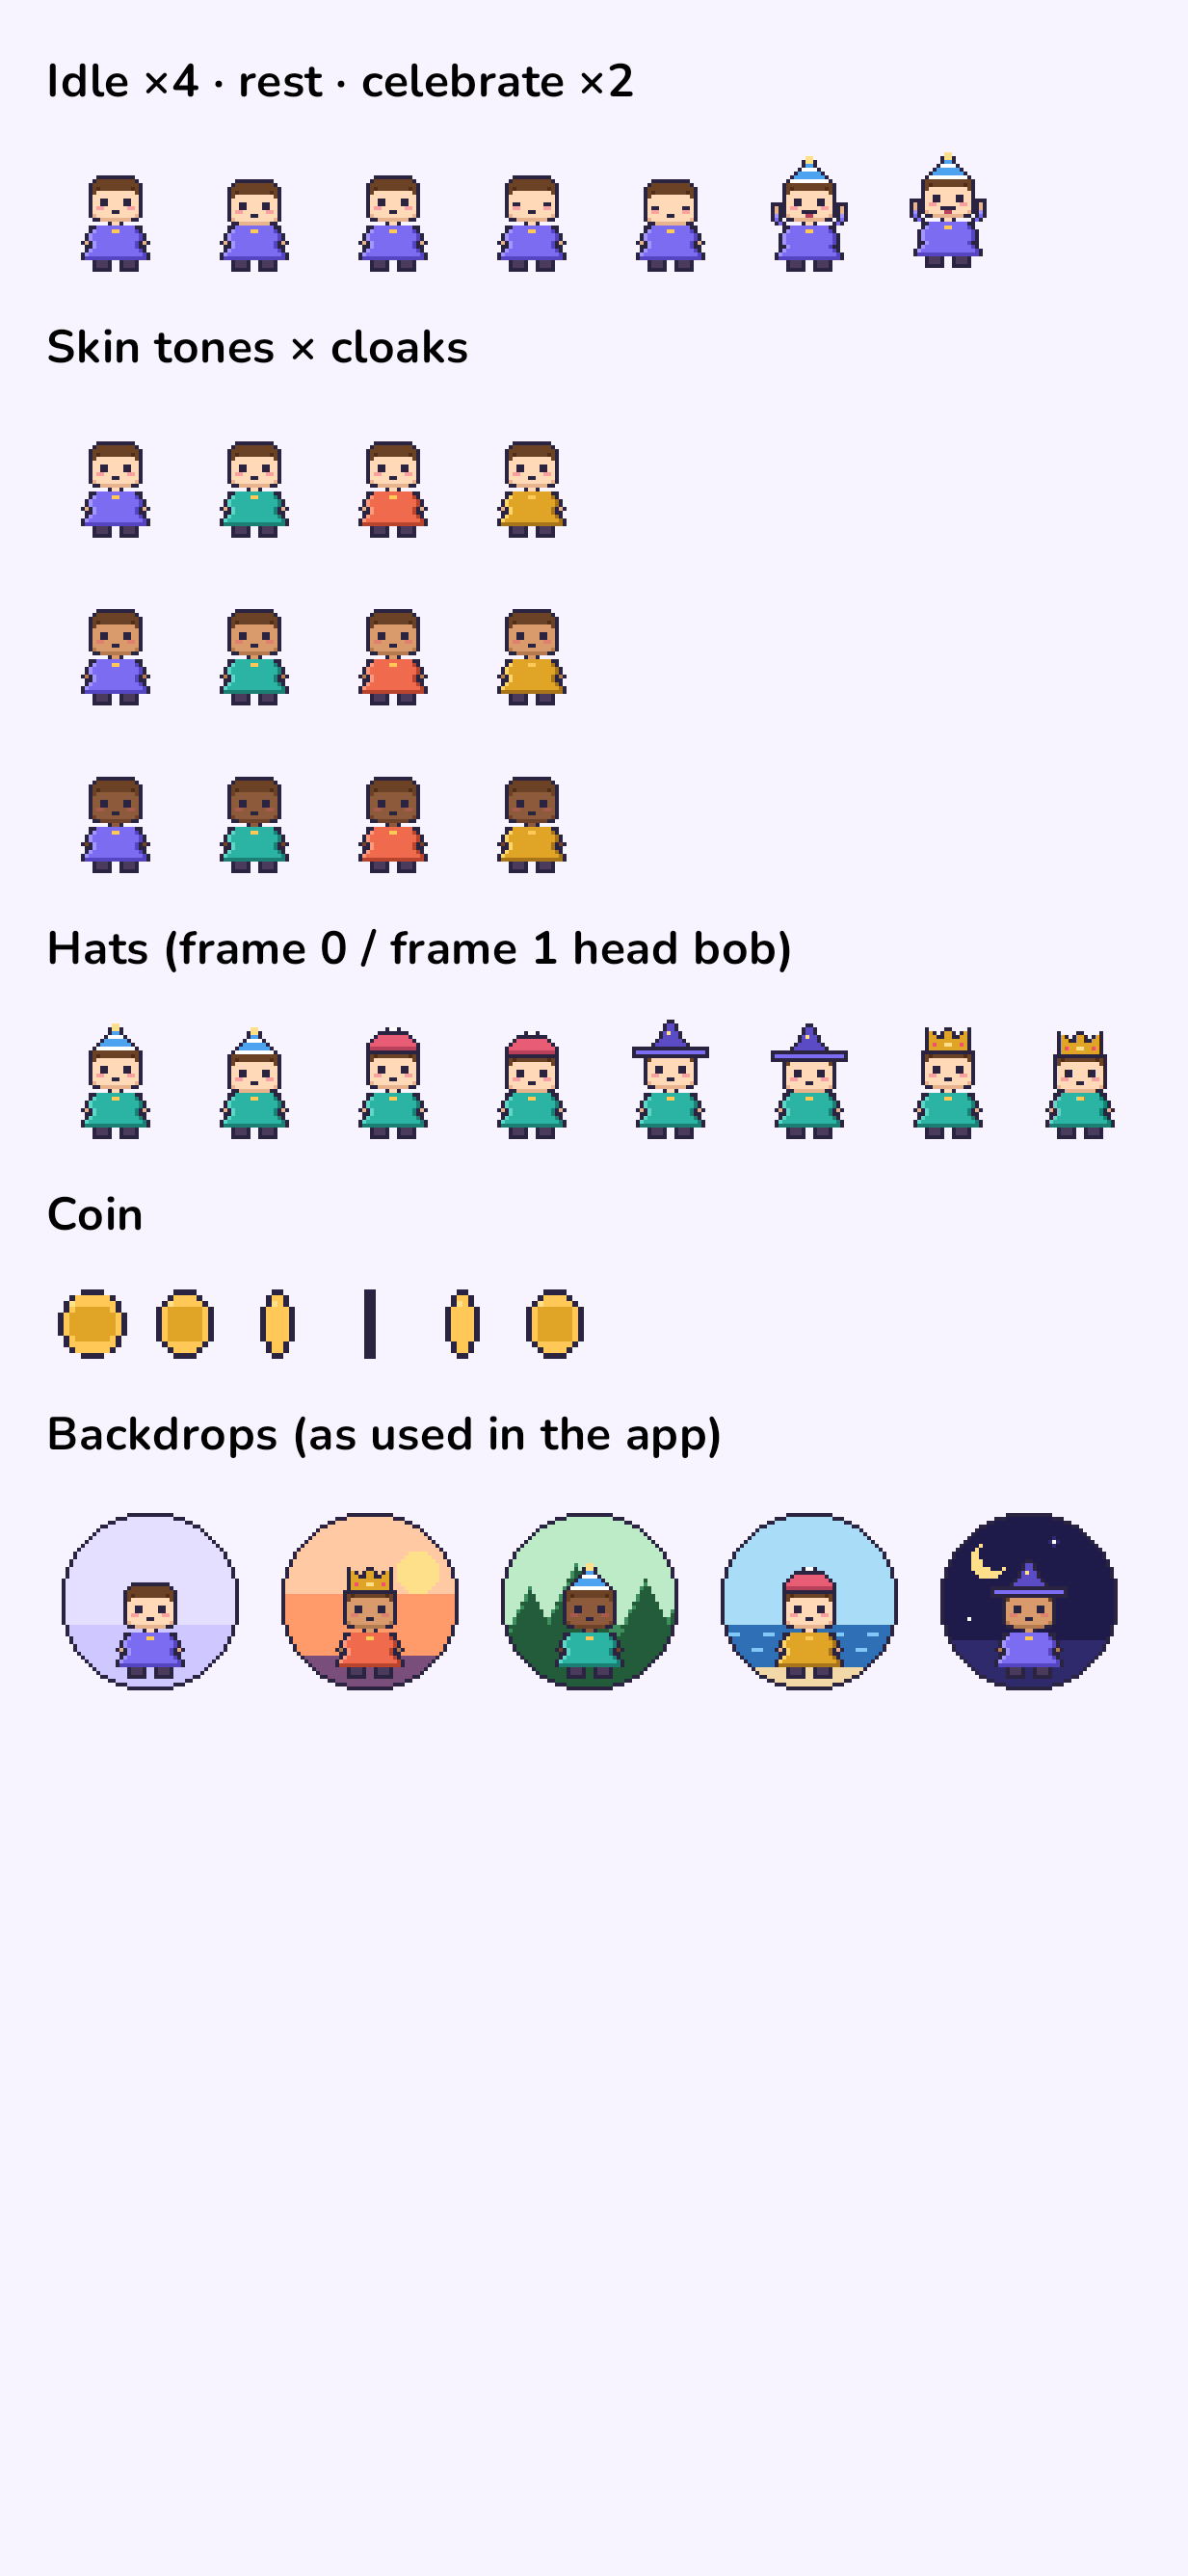 Idle ×4 · rest · celebrate ×2
Skin tones × cloaks
Hats (frame 0 / frame 1 head bob)
Coin
Backdrops (as used in the app)